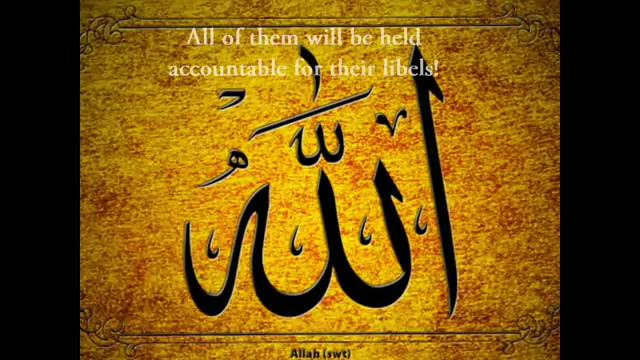 All of them will be held
accountable for their libels!
الله
Allah (swt)